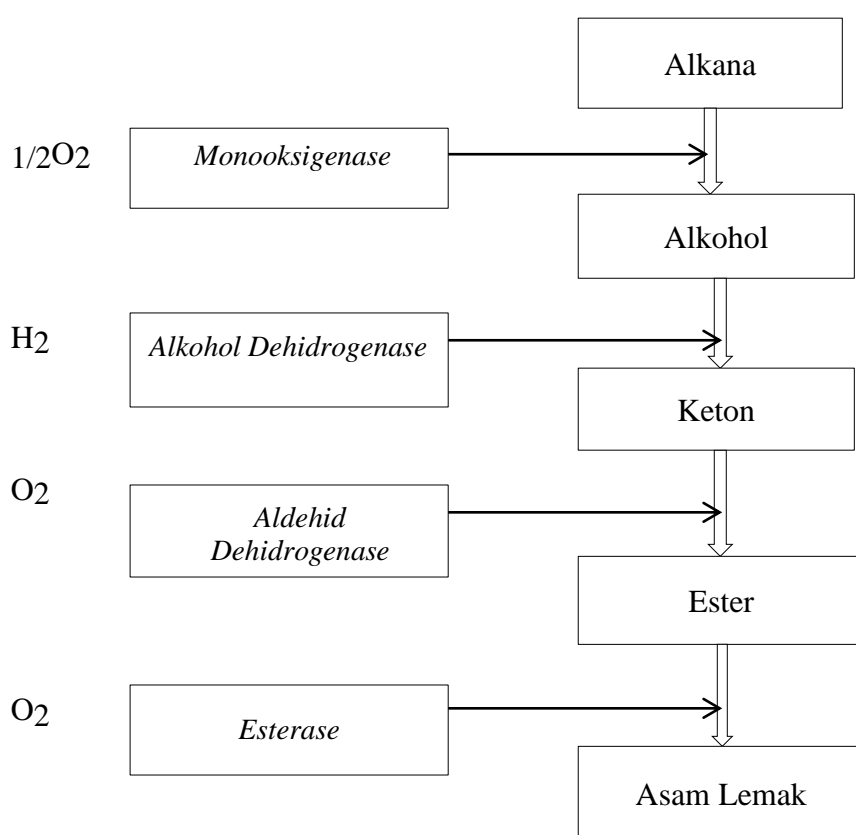 Alkana
1/2O2
Monooksigenase
Alkohol
H2
Alkohol Dehidrogenase
Keton
O2
Aldehid
Dehidrogenase
Ester
O2
Esterase
Asam Lemak